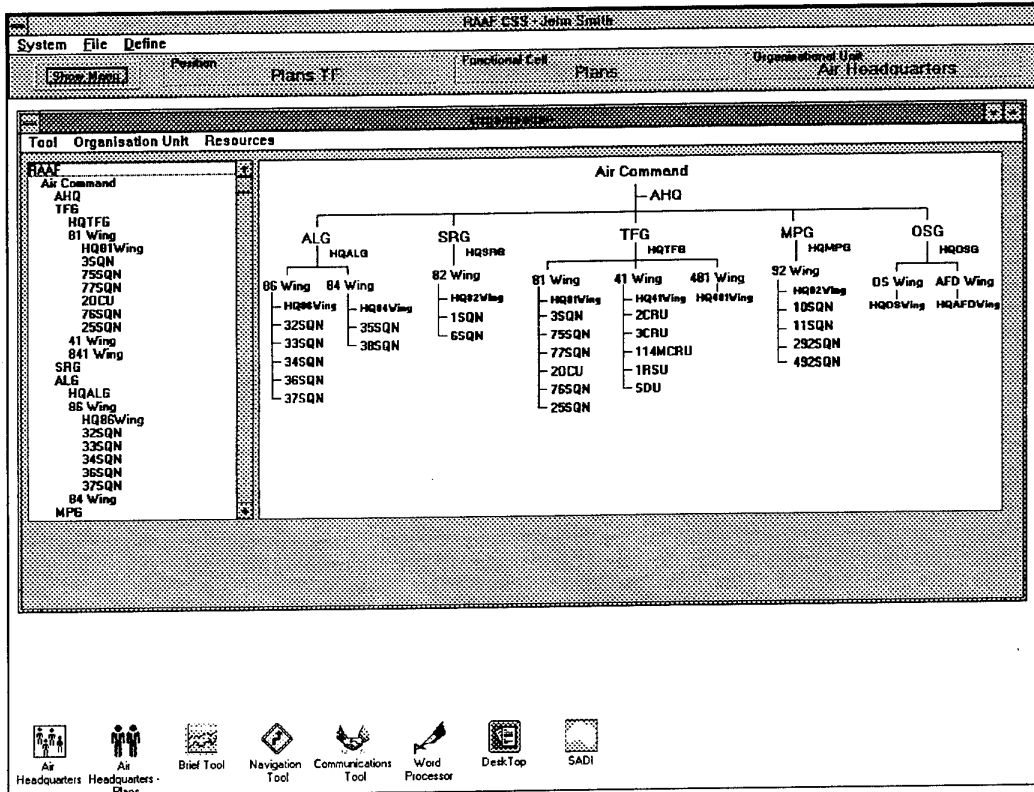 RAAF CSS - John Smith
System File Define
Show Menu
Position
Plans TF
Functional Cell
Plans
Organisational Unit
Air Headquarters
Organisation
Tool Organisation Unit Resources
RAAF
Air Command
AHQ
TFG
HQTFG
81 Wing
HQ81Wing
3SQN
75SQN
77SQN
2OCU
76SQN
25SQN
41 Wing
841 Wing
SRG
ALG
HQALG
86 Wing
HQ86Wing
32SQN
33SQN
34SQN
36SQN
37SQN
84 Wing
MPG
Air Command
AHQ
ALG
HQALG
86 Wing
HQ86Wing
32SQN
33SQN
34SQN
36SQN
37SQN
84 Wing
HQ84Wing
35SQN
38SQN
SRG
HQSRG
82 Wing
HQ82Wing
1SQN
6SQN
TFG
HQTFG
81 Wing
HQ81Wing
3SQN
75SQN
77SQN
2OCU
76SQN
25SQN
41 Wing
HQ41Wing
2CRU
3CRU
114MCRU
1RSU
SDU
481 Wing
HQ481Wing
MPG
HQMPG
92 Wing
HQ92Wing
10SQN
11SQN
292SQN
492SQN
OSG
HQOSG
OS Wing
HQOSWing
AFD Wing
HQAFDWing
Air
Headquarters
Air
Headquarters -
Plans
Brief Tool
Navigation
Tool
Communications
Tool
Word
Processor
DeskTop
SADI